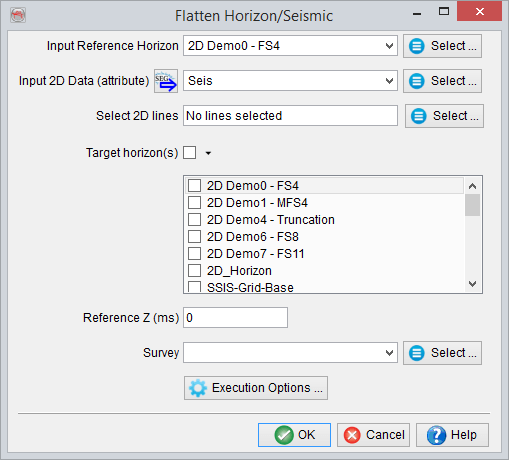 Flatten Horizon/Seismic
Input Reference Horizon 2D Demo0 - FS4 Select ...
Input 2D Data (attribute) SEG Seis Select ...
Select 2D lines No lines selected Select ...
Target horizon(s)
2D Demo0 - FS4
2D Demo1 - MFS4
2D Demo4 - Truncation
2D Demo6 - FS8
2D Demo7 - FS11
2D_Horizon
SSIS-Grid-Base
Reference Z (ms) 0
Survey Select ...
Execution Options ...
OK Cancel Help